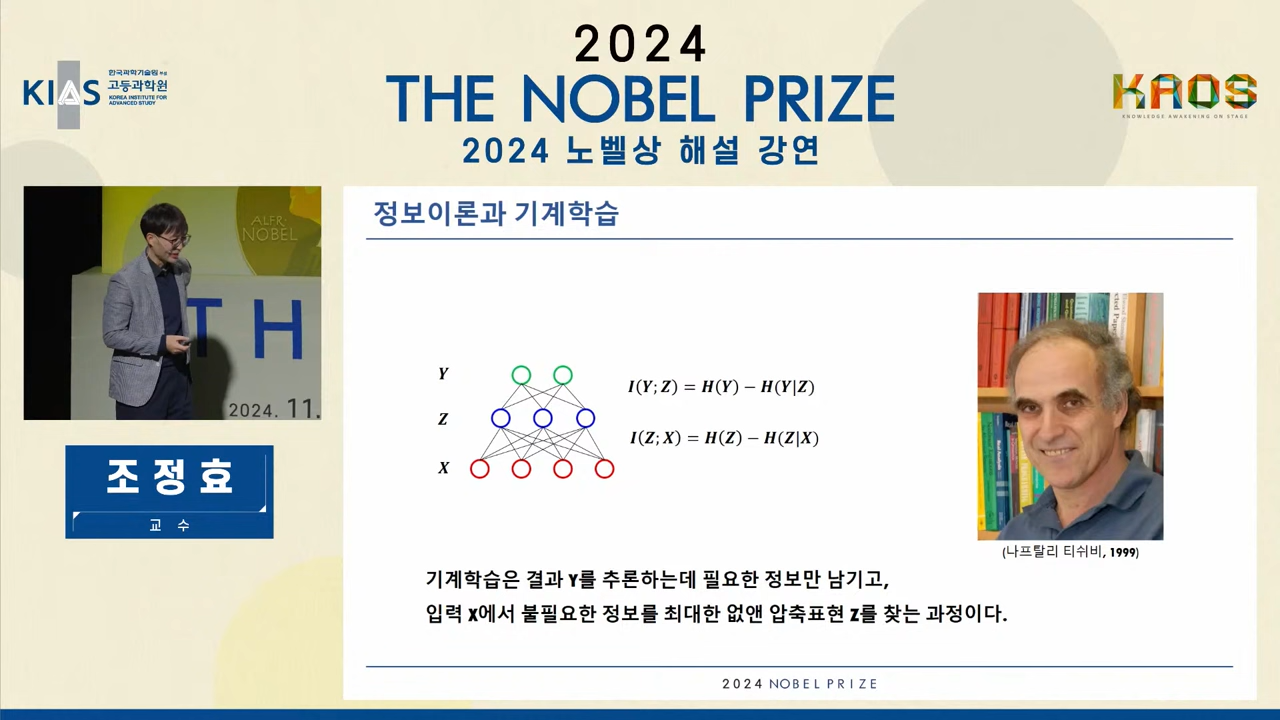 2024
THE NOBEL PRIZE
2024 노벨상 해설 강연
KIAS
한국과학기술원 부설
고등과학원
KOREA INSTITUTE FOR
ADVANCED STUDY
KAOS
KNOWLEDGE AWAKENING ON STAGE
ALFR·
NOBEL
TH
2024. 11.
조정효
교 수
정보이론과 기계학습
Y
I(Y; Z) = H(Y) − H(Y|Z)
Z
I(Z; X) = H(Z) − H(Z|X)
X
(나프탈리 티쉬비, 1999)
기계학습은 결과 Y를 추론하는데 필요한 정보만 남기고,
입력 X에서 불필요한 정보를 최대한 없앤 압축표현 Z를 찾는 과정이다.
2024 NOBEL PRIZE